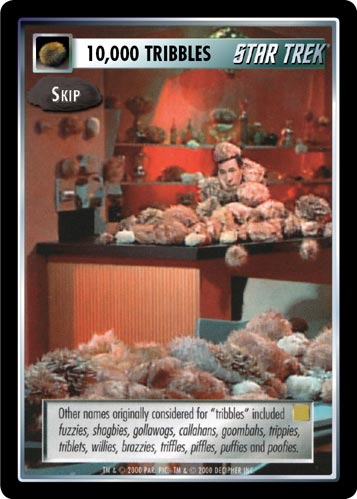 10,000 TRIBBLES STAR TREK
SKIP
Other names originally considered for "tribbles" included
fuzzies, shagbies, gollawogs, callahans, goombahs, trippies,
triblets, willies, brazzies, triffles, piffles, puffies and poofies.
TM & © 2000 PAR. PIC. TM & © 2000 DECIPHER INC.